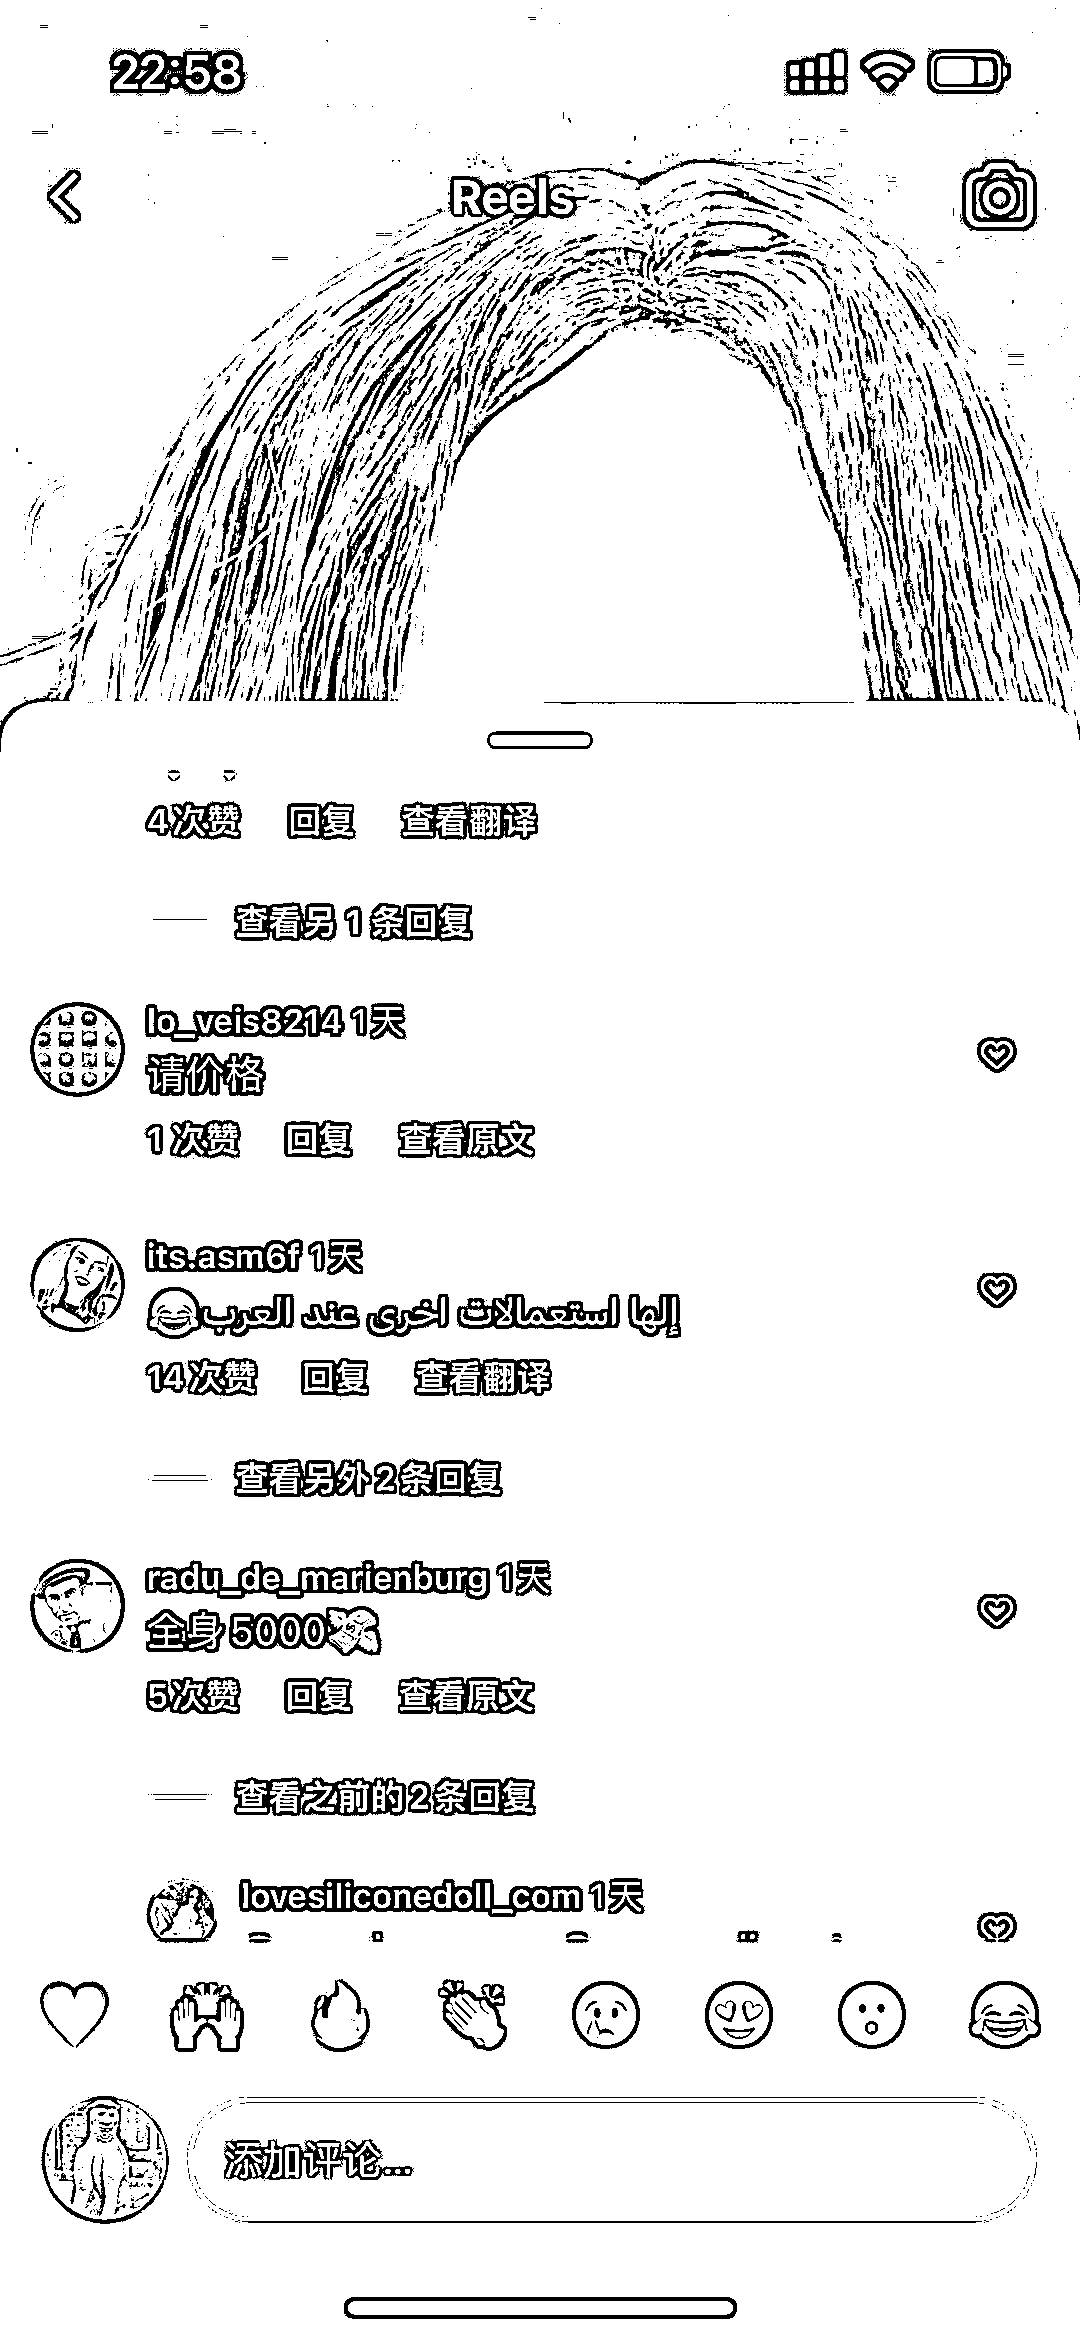 22:58
Reels
4次赞 回复 查看翻译
查看另 1 条回复
lo_veis8214 1天
请价格
1 次赞 回复 查看原文
its.asm6f 1天
إلها استعمالات اخرى عند العرب😂
14次赞 回复 查看翻译
查看另外 2 条回复
radu_de_marienburg 1天
全身 5000💸
5次赞 回复 查看原文
查看之前的 2 条回复
lovesiliconedoll_com 1天
添加评论...